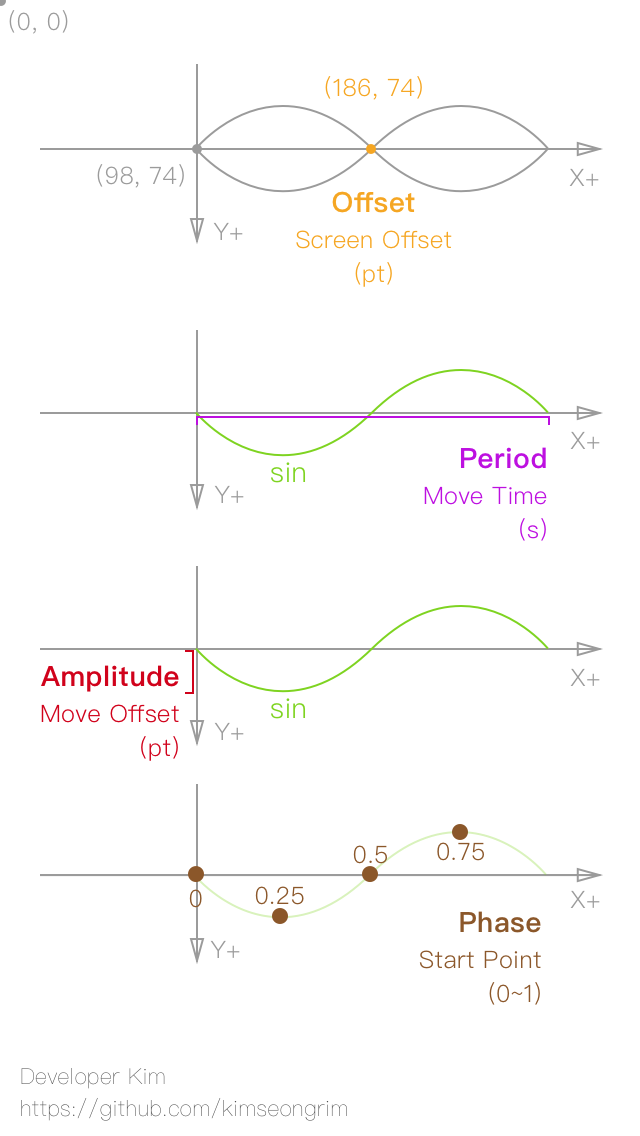 (0, 0)
(186, 74)
(98, 74)
X+
Offset
Y+
Screen Offset
(pt)
X+
Period
sin
Y+
Move Time
(s)
Amplitude
X+
Move Offset
sin
Y+
(pt)
0.5
0.75
0
0.25
X+
Phase
Y+
Start Point
(0~1)
Developer Kim
https://github.com/kimseongrim